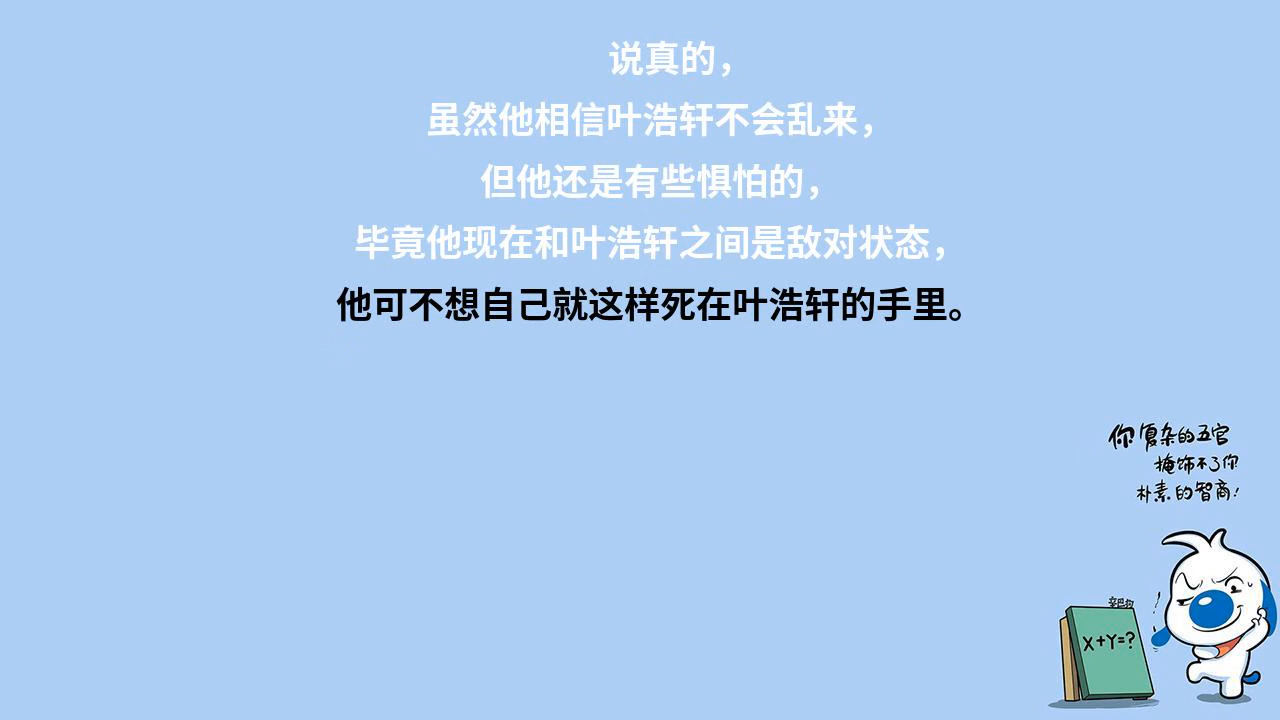 说真的，
虽然他相信叶浩轩不会乱来，
但他还是有些惧怕的，
毕竟他现在和叶浩轩之间是敌对状态，
他可不想自己就这样死在叶浩轩的手里。
你复杂的五官
掩饰不了你
朴素的智商！
X+Y=?